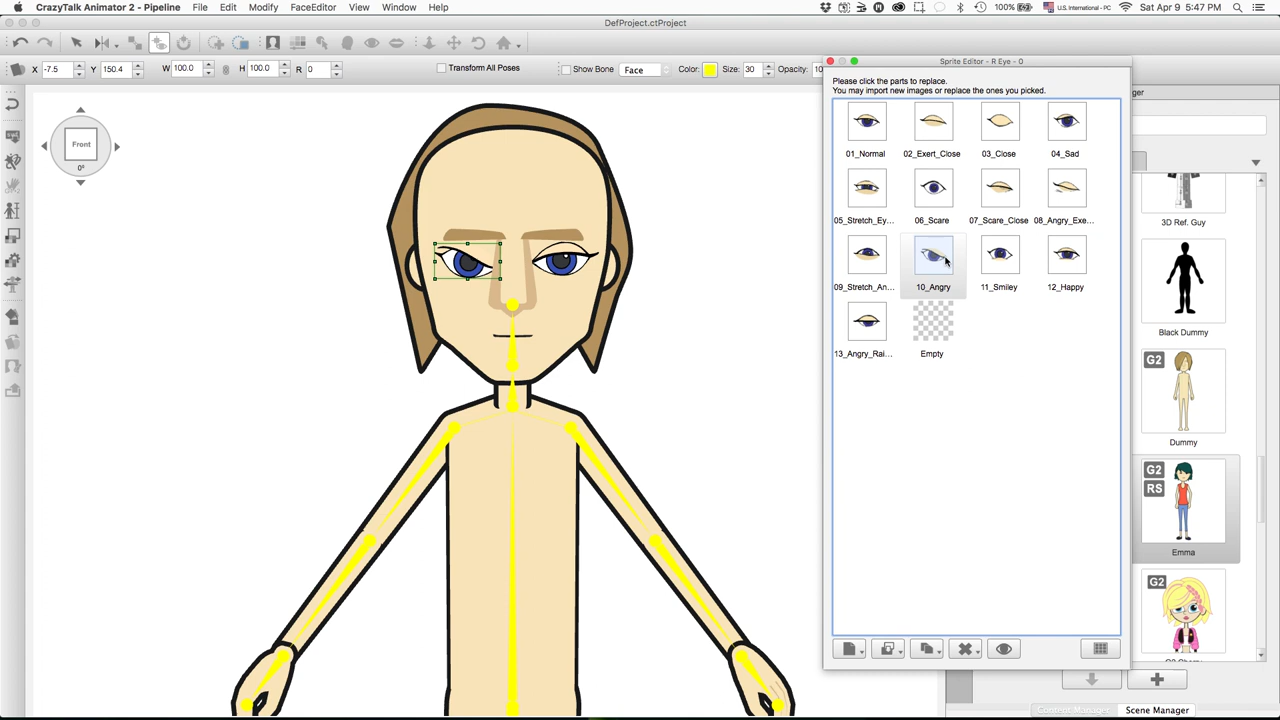 CrazyTalk Animator 2 - Pipeline File Edit Modify FaceEditor View Window Help
100% U.S. International - PC Sat Apr 9 5:47 PM
DefProject.ctProject
X -7.5 Y 150.4 W 100.0 H 100.0 R 0 Transform All Poses Show Bone Face Color: Size: 30 Opacity: 10
Sprite Editor - R Eye - 0
Please click the parts to replace.
You may import new images or replace the ones you picked.
ger
Front
0°
01_Normal 02_Exert_Close 03_Close 04_Sad
05_Stretch_Ey... 06_Scare 07_Scare_Close 08_Angry_Exe...
09_Stretch_An... 10_Angry 11_Smiley 12_Happy
13_Angry_Rai... Empty
3D Ref. Guy
Black Dummy
G2
Dummy
G2
RS
Emma
G2
Content Manager Scene Manager